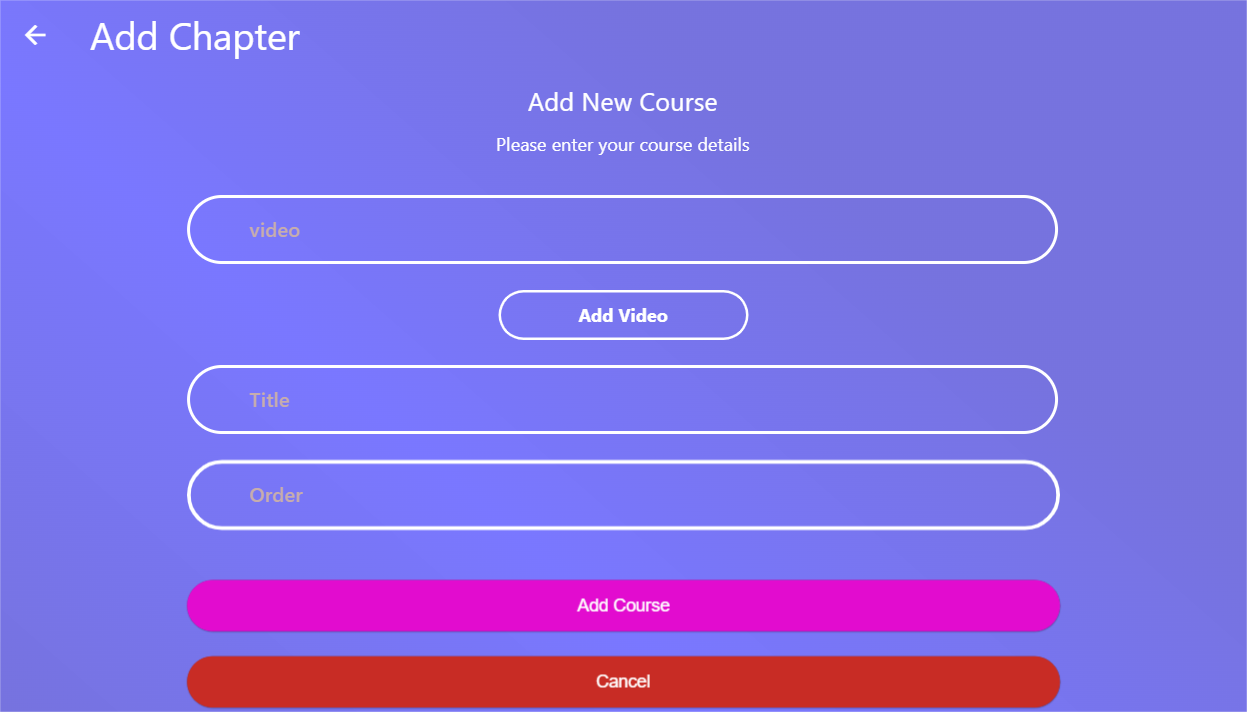 Add Chapter
Add New Course
Please enter your course details
video
Add Video
Title
Order
Add Course
Cancel